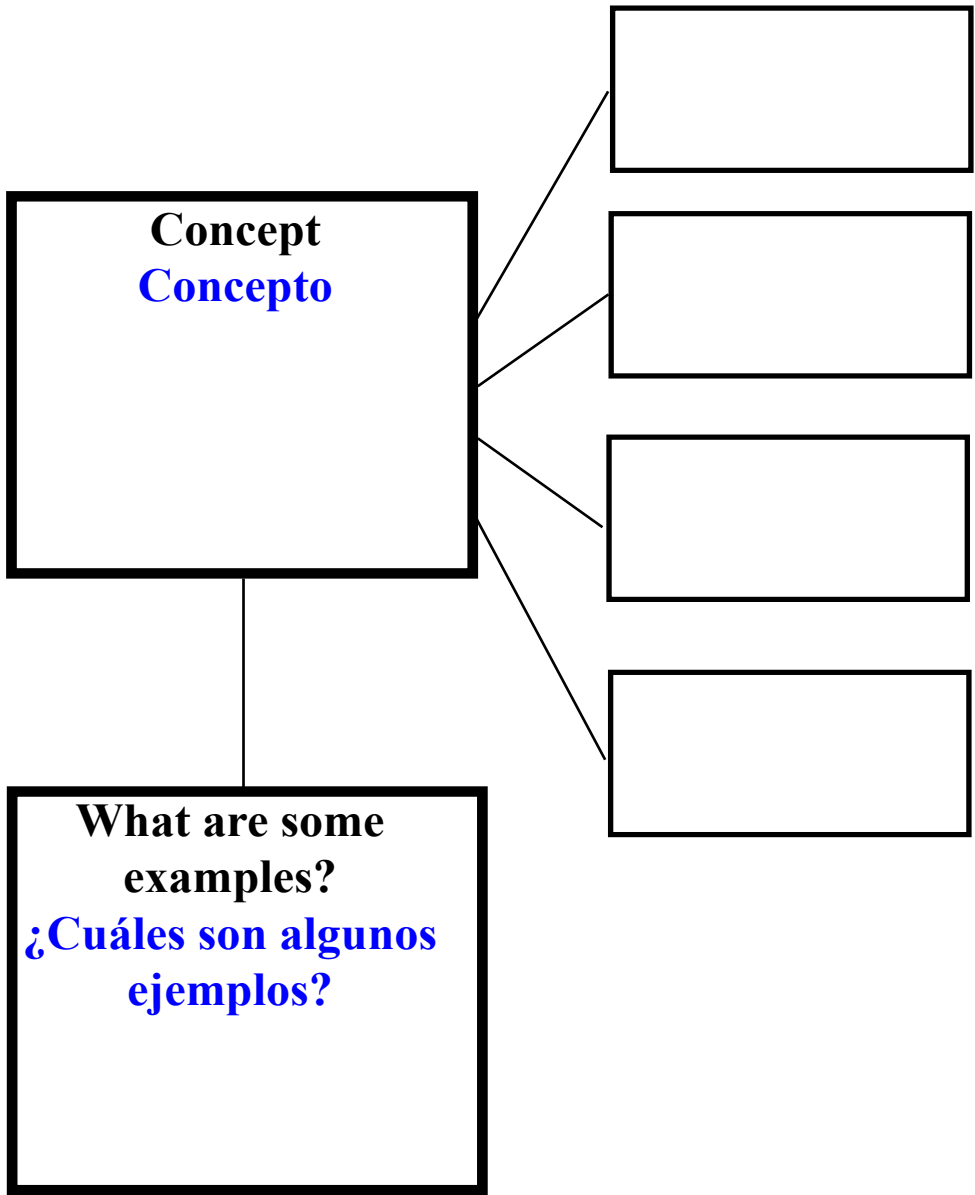 Concept
Concepto
What are some
examples?
¿Cuáles son algunos
ejemplos?